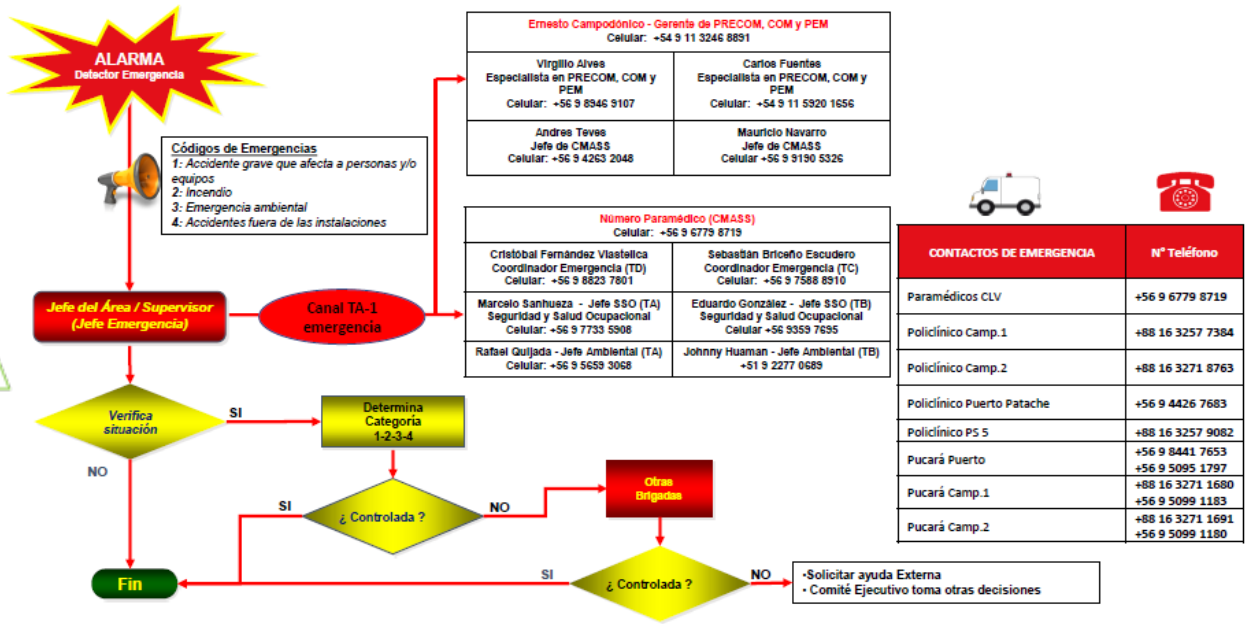 ALARMA
Detector Emergencia
Códigos de Emergencias
1: Accidente grave que afecta a personas y/o
equipos
2: Incendio
3: Emergencia ambiental
4: Accidentes fuera de las instalaciones
Ernesto Campodónico - Gerente de PRECOM, COM y PEM
Celular: +54 9 11 3246 8891
Virgilio Alves
Especialista en PRECOM, COM y
PEM
Celular: +56 9 8946 9107
Carlos Fuentes
Especialista en PRECOM, COM y
PEM
Celular: +54 9 11 5920 1656
Andres Teves
Jefe de CMASS
Celular: +56 9 4263 2048
Mauricio Navarro
Jefe de CMASS
Celular +56 9 9190 5326
Número Paramédico (CMASS)
Celular: +56 9 6779 8719
Cristóbal Fernández Vlastelica
Coordinador Emergencia (TD)
Celular: +56 9 8823 7801
Sebastián Briceño Escudero
Coordinador Emergencia (TC)
Celular: +56 9 7588 8910
Marcelo Sanhueza - Jefe SSO (TA)
Seguridad y Salud Ocupacional
Celular: +56 9 7733 5908
Eduardo González - Jefe SSO (TB)
Seguridad y Salud Ocupacional
Celular +56 9359 7695
Rafael Quijada - Jefe Ambiental (TA)
Celular: +56 9 5659 3068
Johnny Huaman - Jefe Ambiental (TB)
+51 9 2277 0689
CONTACTOS DE EMERGENCIA N° Teléfono
Paramédicos CLV +56 9 6779 8719
Policlínico Camp.1 +88 16 3257 7384
Policlínico Camp.2 +88 16 3271 8763
Policlínico Puerto Patache +56 9 4426 7683
Policlínico PS 5 +88 16 3257 9082
Pucará Puerto +56 9 8441 7653
+56 9 5095 1797
Pucará Camp.1 +88 16 3271 1680
+56 9 5099 1183
Pucará Camp.2 +88 16 3271 1691
+56 9 5099 1180
Jefe del Área / Supervisor
(Jefe Emergencia)
Canal TA-1
emergencia
Verifica
situación
SI
NO
Determina
Categoría
1-2-3-4
¿ Controlada ?
SI
NO
Otras
Brigadas
¿ Controlada ?
SI
NO
•Solicitar ayuda Externa
• Comité Ejecutivo toma otras decisiones
Fin